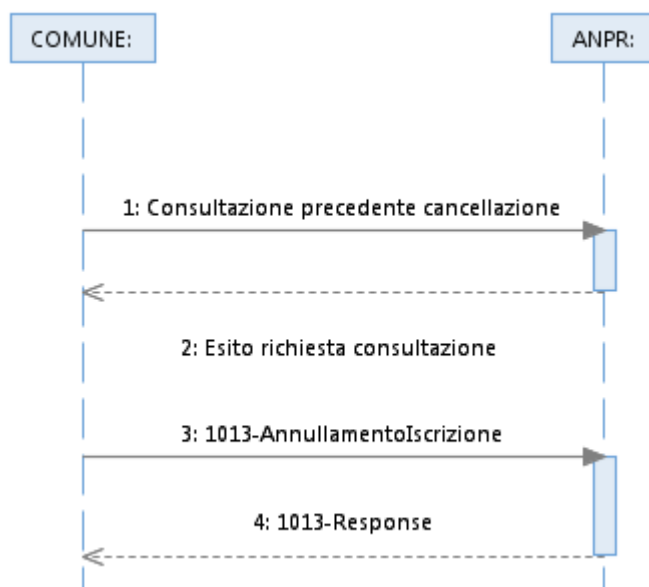 COMUNE:
ANPR:
1: Consultazione precedente cancellazione
2: Esito richiesta consultazione
3: 1013-AnnullamentoIscrizione
4: 1013-Response